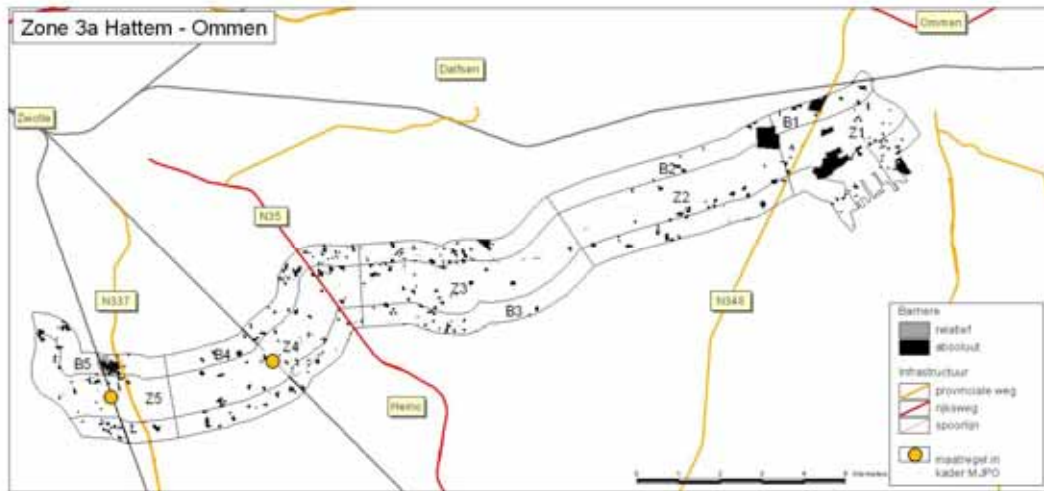 Zone 3a Hattem - Ommen
Ommen
Dalfsen
Zwolle
B1
Z1
B2
Z2
N35
Z3
B3
N337
N348
B4
Z4
B5
Z5
Heino
Barriere
relatief
absoluut
Infrastructuur
provinciale weg
rijksweg
spoorlijn
maatregel in
kader MJPO